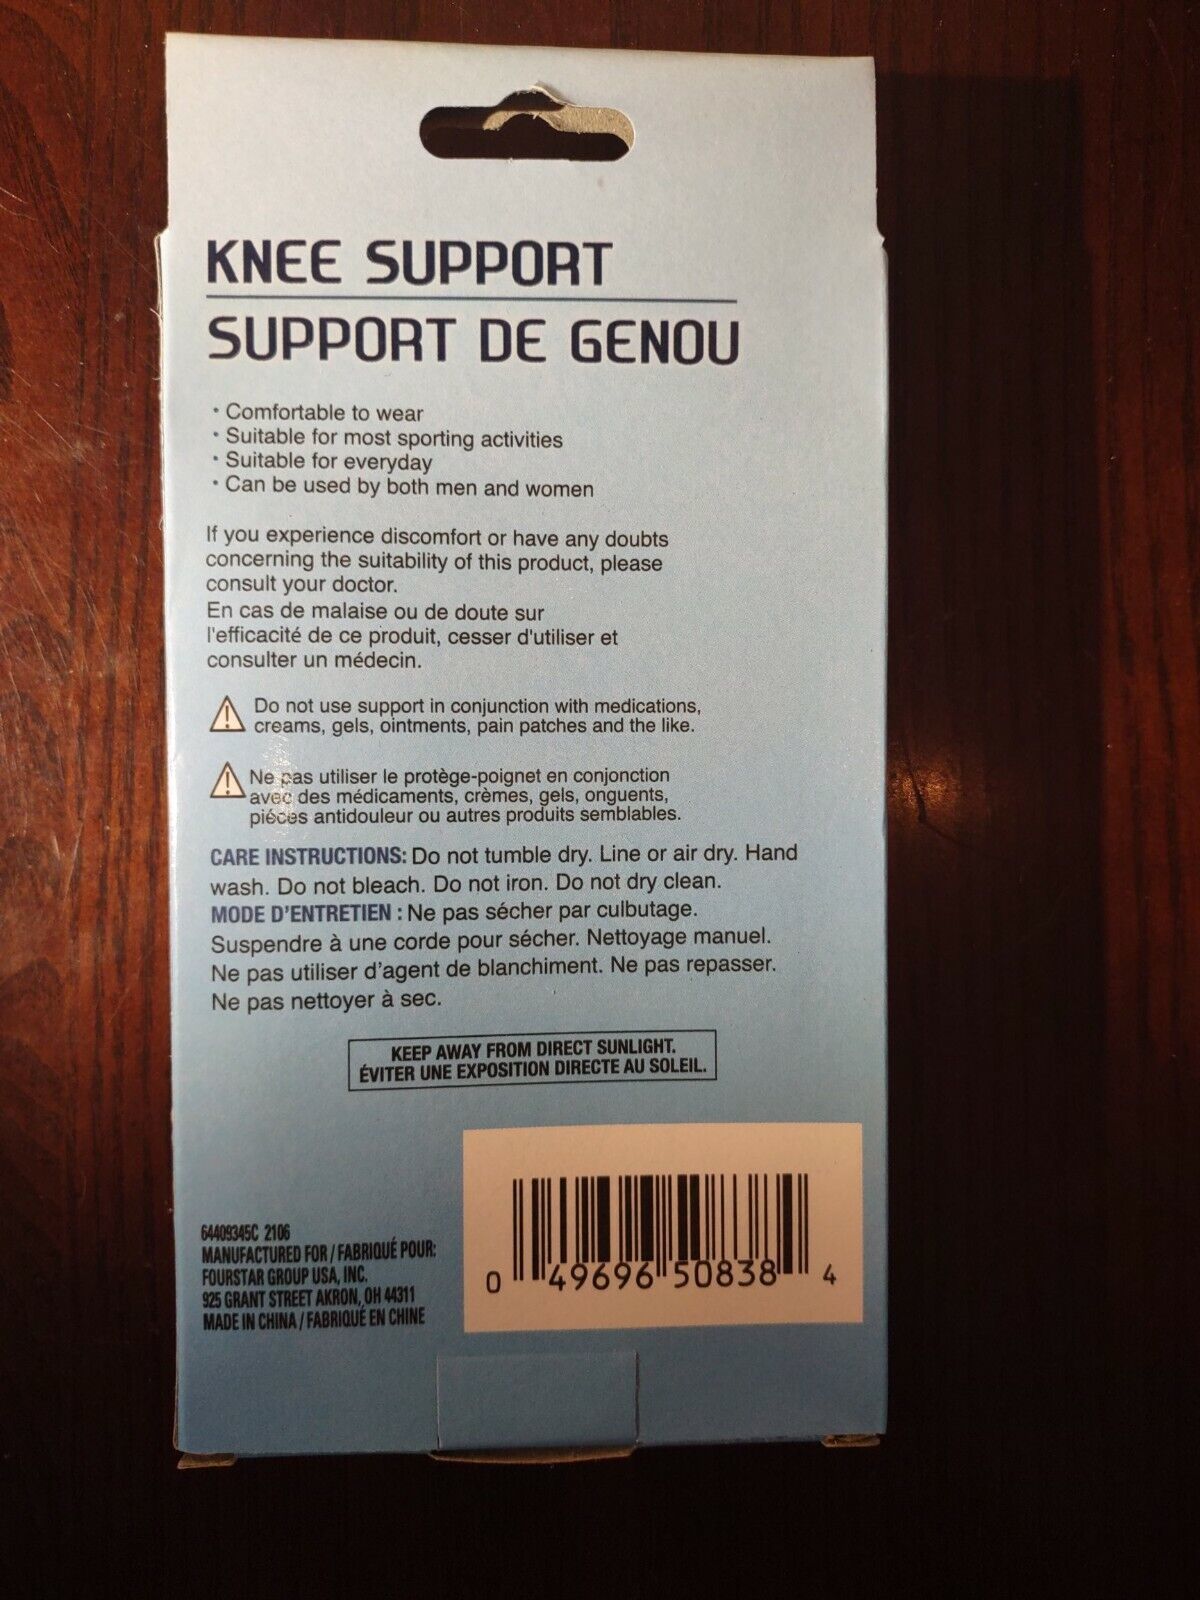 KNEE SUPPORT
SUPPORT DE GENOU
• Comfortable to wear
• Suitable for most sporting activities
• Suitable for everyday
• Can be used by both men and women
If you experience discomfort or have any doubts
concerning the suitability of this product, please
consult your doctor.
En cas de malaise ou de doute sur
l'efficacité de ce produit, cesser d'utiliser et
consulter un médecin.
Do not use support in conjunction with medications,
creams, gels, ointments, pain patches and the like.
Ne pas utiliser le protège-poignet en conjonction
avec des médicaments, crèmes, gels, onguents,
piéces antidouleur ou autres produits semblables.
CARE INSTRUCTIONS: Do not tumble dry. Line or air dry. Hand
wash. Do not bleach. Do not iron. Do not dry clean.
MODE D'ENTRETIEN : Ne pas sécher par culbutage.
Suspendre à une corde pour sécher. Nettoyage manuel.
Ne pas utiliser d'agent de blanchiment. Ne pas repasser.
Ne pas nettoyer à sec.
KEEP AWAY FROM DIRECT SUNLIGHT.
ÉVITER UNE EXPOSITION DIRECTE AU SOLEIL.
64409345C 2106
MANUFACTURED FOR / FABRIQUÉ POUR:
FOURSTAR GROUP USA, INC.
925 GRANT STREET AKRON, OH 44311
MADE IN CHINA / FABRIQUÉ EN CHINE
0 49696 50838 4